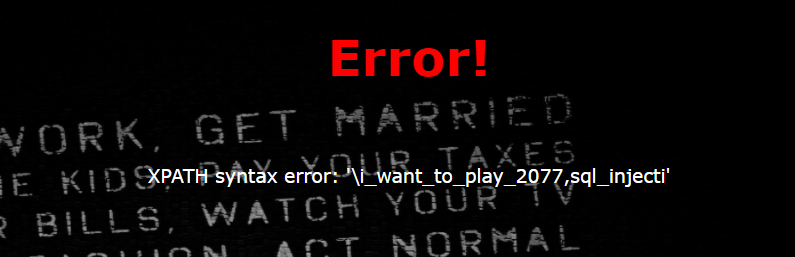 Error!
WORK, GET MARRIED
KIDS, PAY YOUR TAXES
XPATH syntax error: '\i_want_to_play_2077,sql_injecti'
BILLS, WATCH YOUR TV
ACT NORMAL